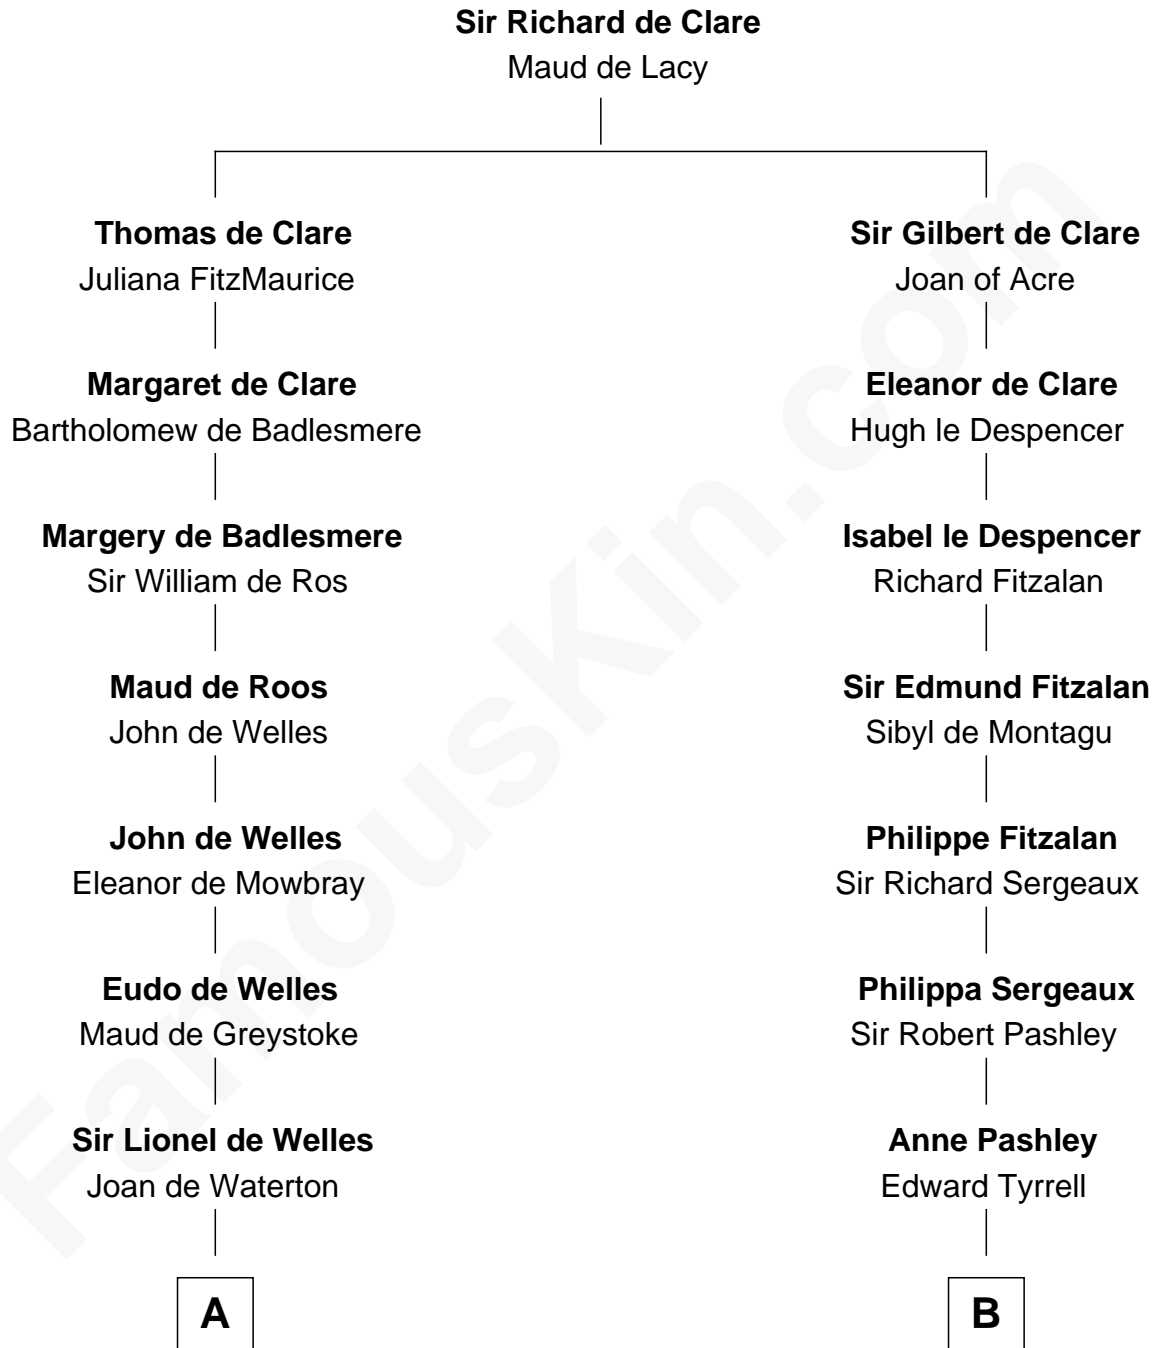 Sir Richard de Clare
Maud de Lacy
Thomas de Clare
Juliana FitzMaurice
Sir Gilbert de Clare
Joan of Acre
Margaret de Clare
Bartholomew de Badlesmere
Eleanor de Clare
Hugh le Despencer
Margery de Badlesmere
Sir William de Ros
Isabel le Despencer
Richard Fitzalan
Maud de Roos
John de Welles
Sir Edmund Fitzalan
Sibyl de Montagu
John de Welles
Eleanor de Mowbray
Philippe Fitzalan
Sir Richard Sergeaux
Eudo de Welles
Maud de Greystoke
Philippa Sergeaux
Sir Robert Pashley
Sir Lionel de Welles
Joan de Waterton
Anne Pashley
Edward Tyrrell
A
B
FamousKin.com